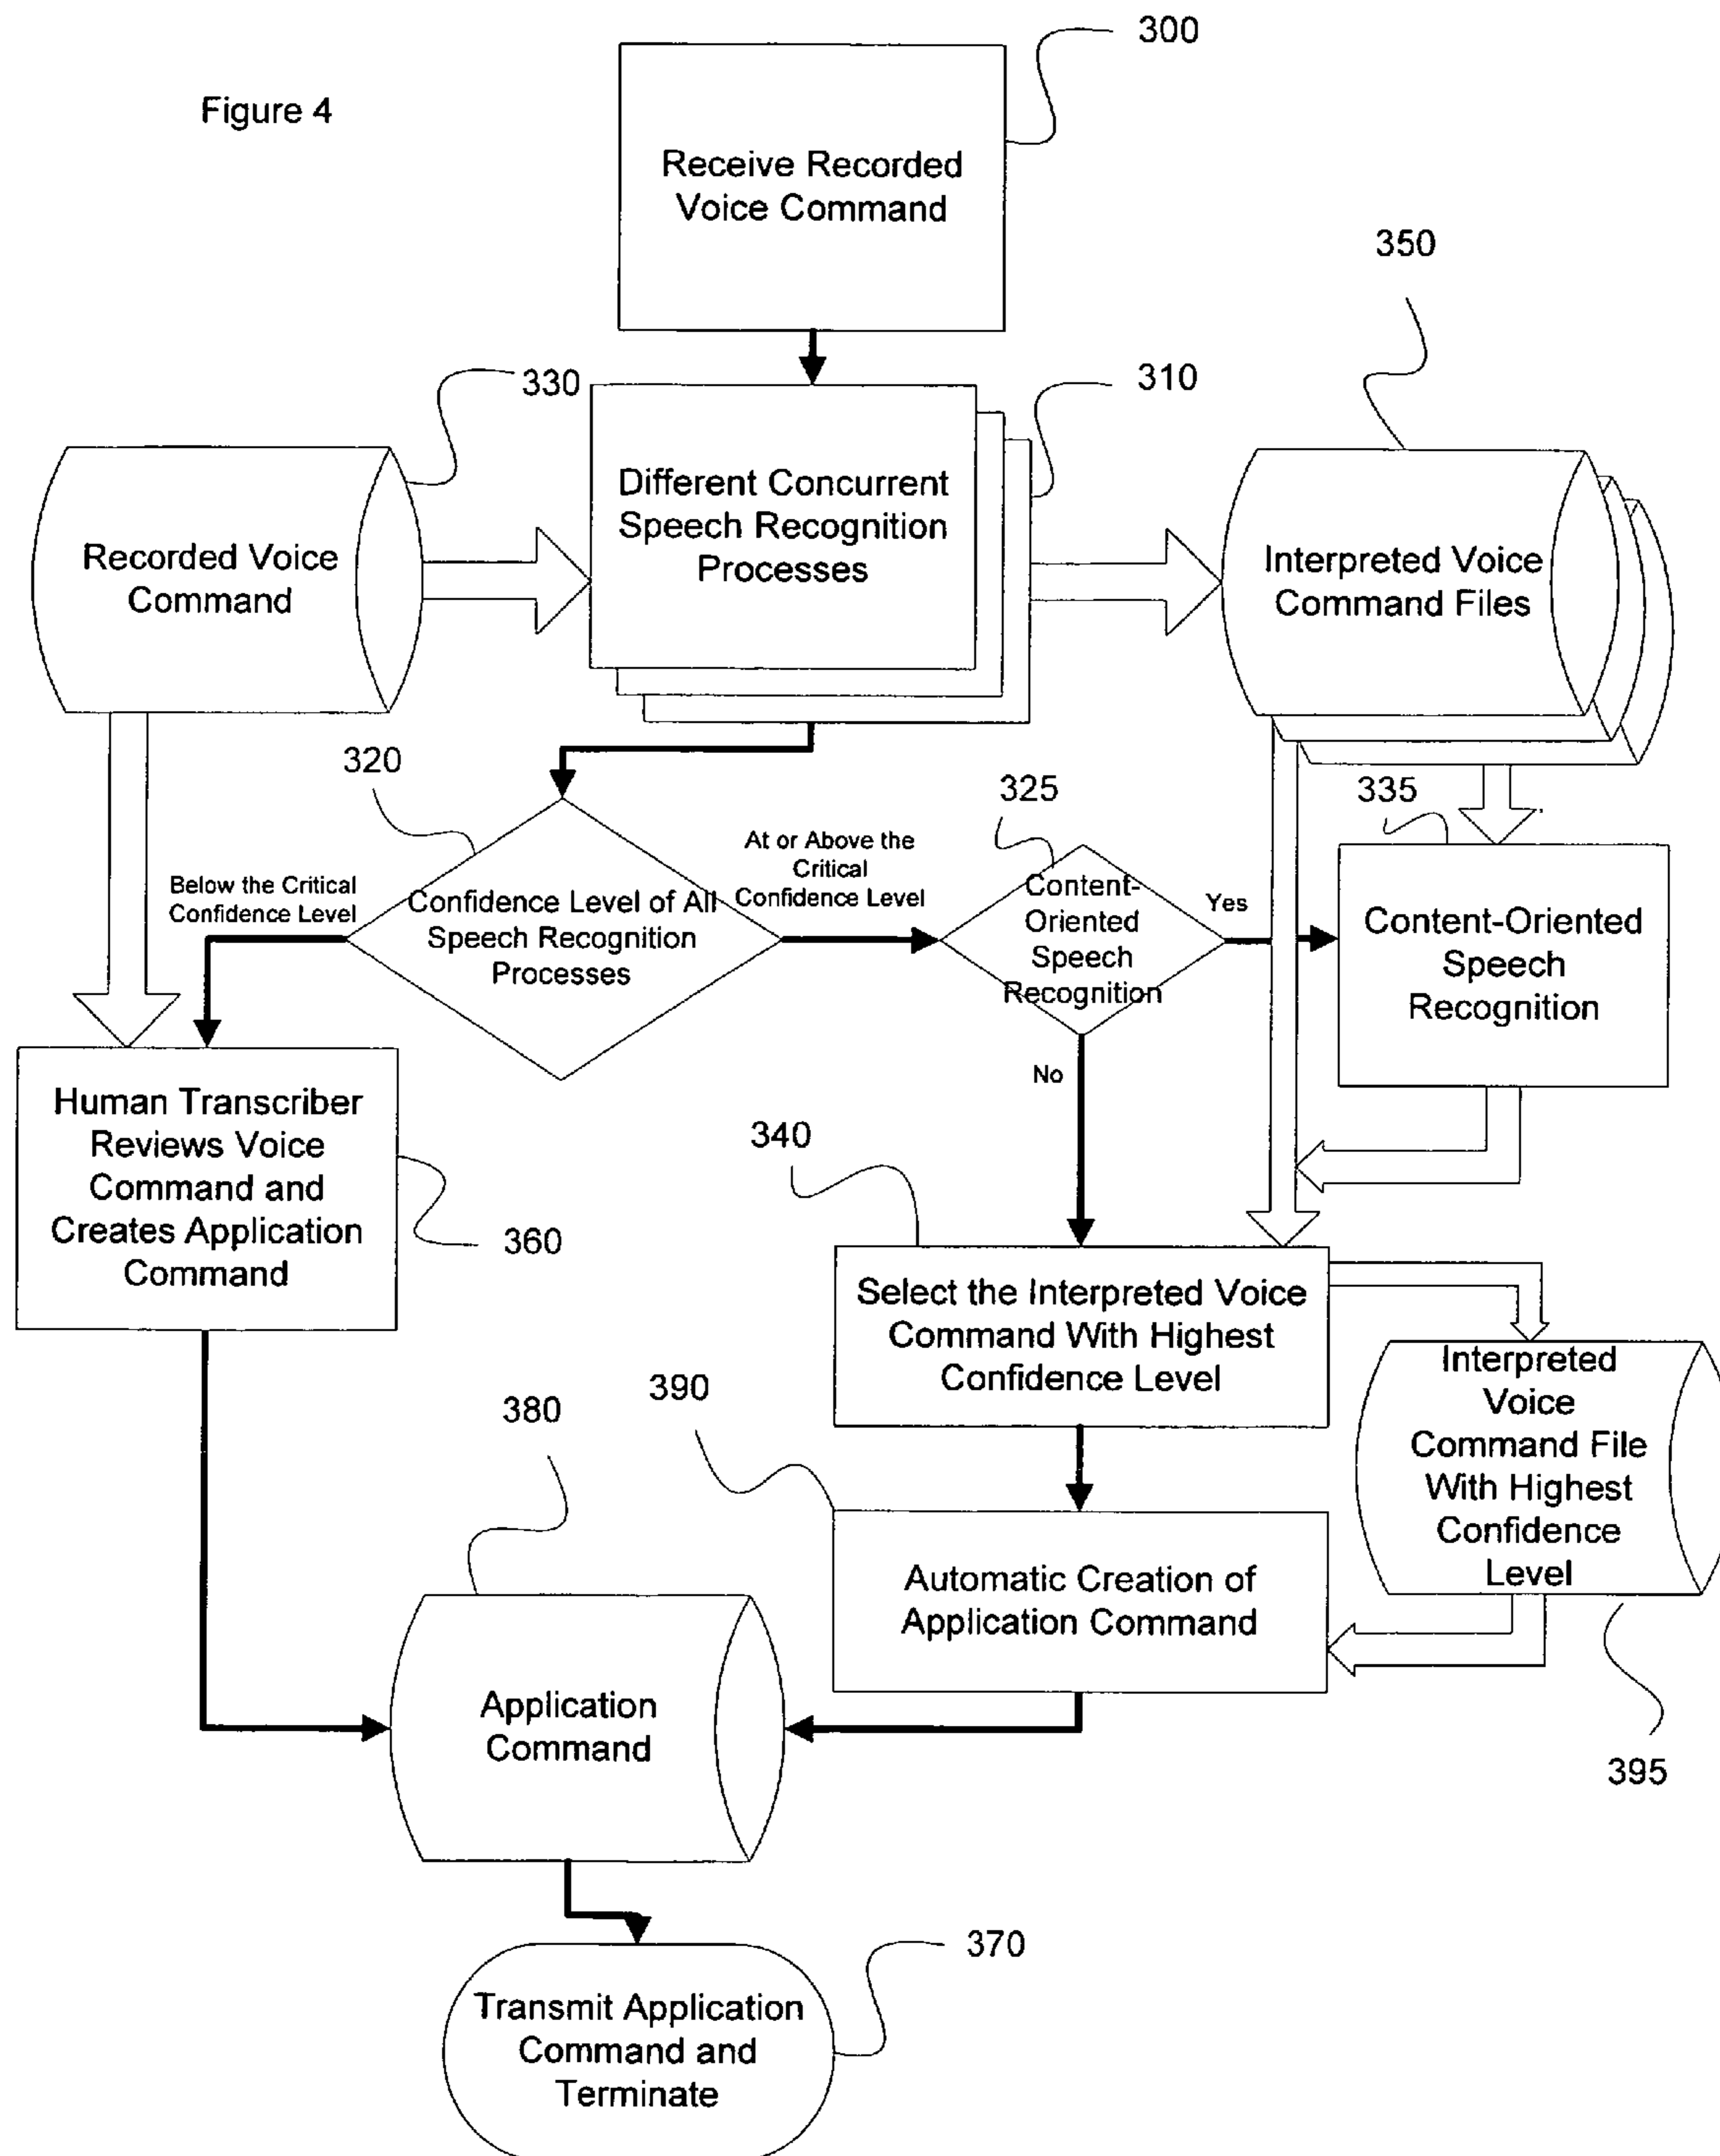 300
Figure 4
Receive Recorded
Voice Command
350
330
310
Different Concurrent
Speech Recognition
Processes
Recorded Voice
Command
Interpreted Voice
Command Files
320
325
335
At or Above the
Critical
Confidence Level
Below the Critical
Confidence Level
Confidence Level of All
Speech Recognition
Processes
Content-
Oriented
Speech
Recognition
Yes
Content-Oriented
Speech
Recognition
No
Human Transcriber
Reviews Voice
Command and
Creates Application
Command
340
360
Select the Interpreted Voice
Command With Highest
Confidence Level
390
380
Interpreted
Voice
Command File
With Highest
Confidence
Level
Automatic Creation of
Application Command
Application
Command
395
370
Transmit Application
Command and
Terminate